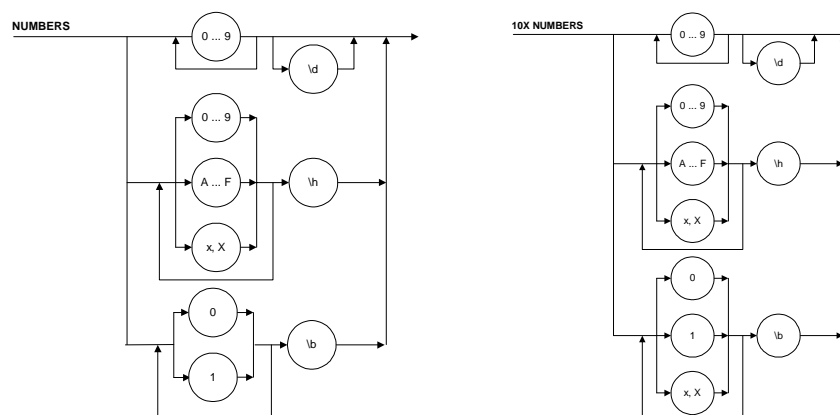 NUMBERS
0 ... 9
\d
0 ... 9
A ... F
\h
x, X
0
\b
1
10X NUMBERS
0 ... 9
\d
0 ... 9
A ... F
\h
x, X
0
1
\b
x, X